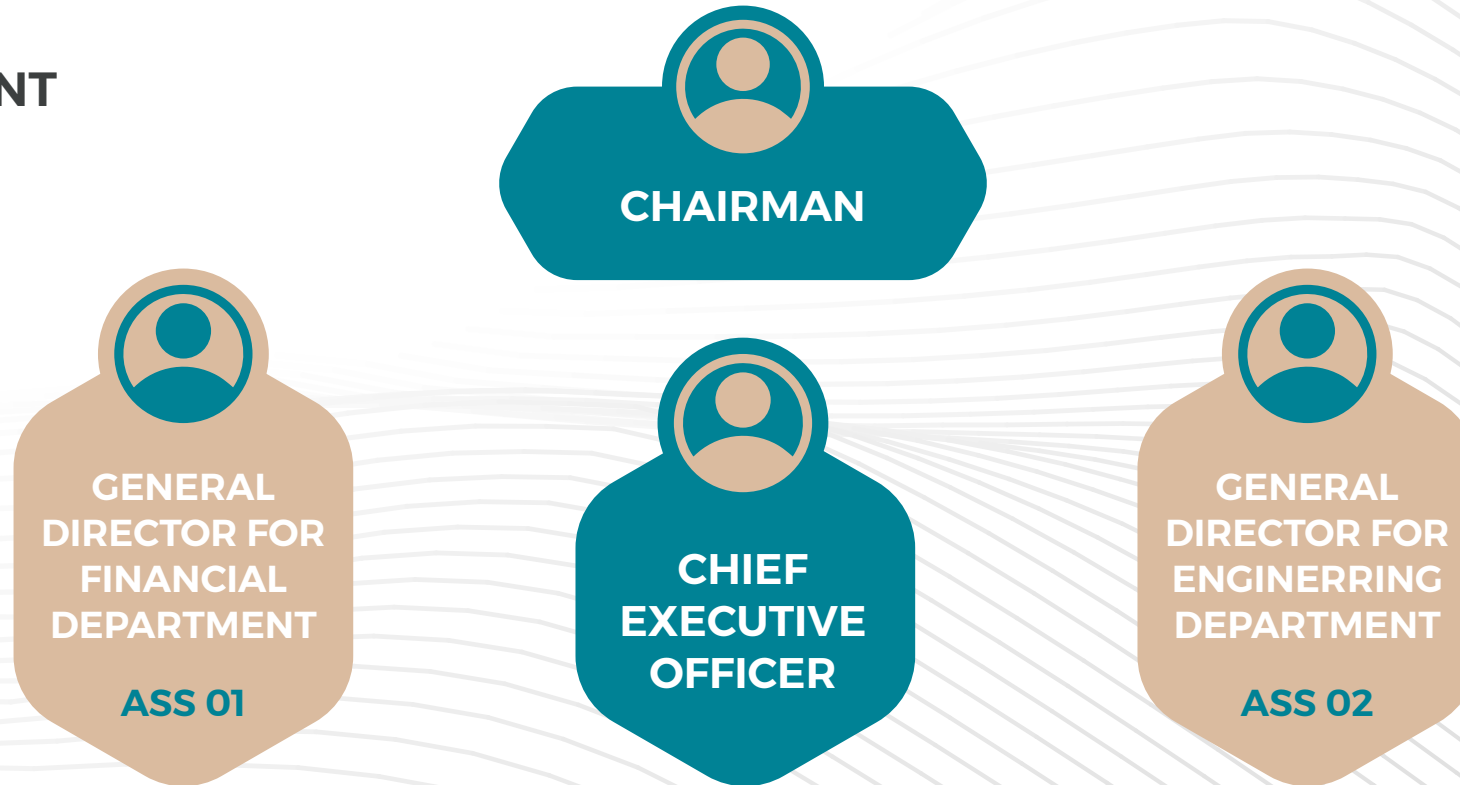 NT
CHAIRMAN
GENERAL
DIRECTOR FOR
FINANCIAL
DEPARTMENT
ASS 01
CHIEF
EXECUTIVE
OFFICER
GENERAL
DIRECTOR FOR
ENGINERRING
DEPARTMENT
ASS 02